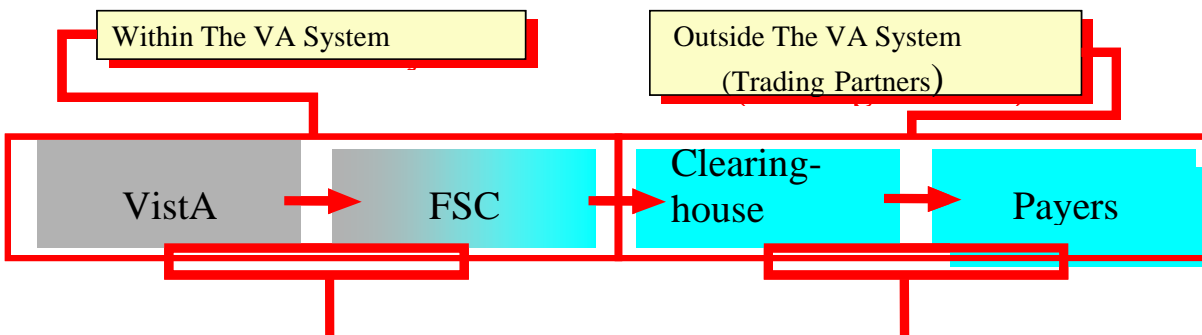 Within The VA System
Outside The VA System
(Trading Partners)
VistA
FSC
Clearing-
house
Payers